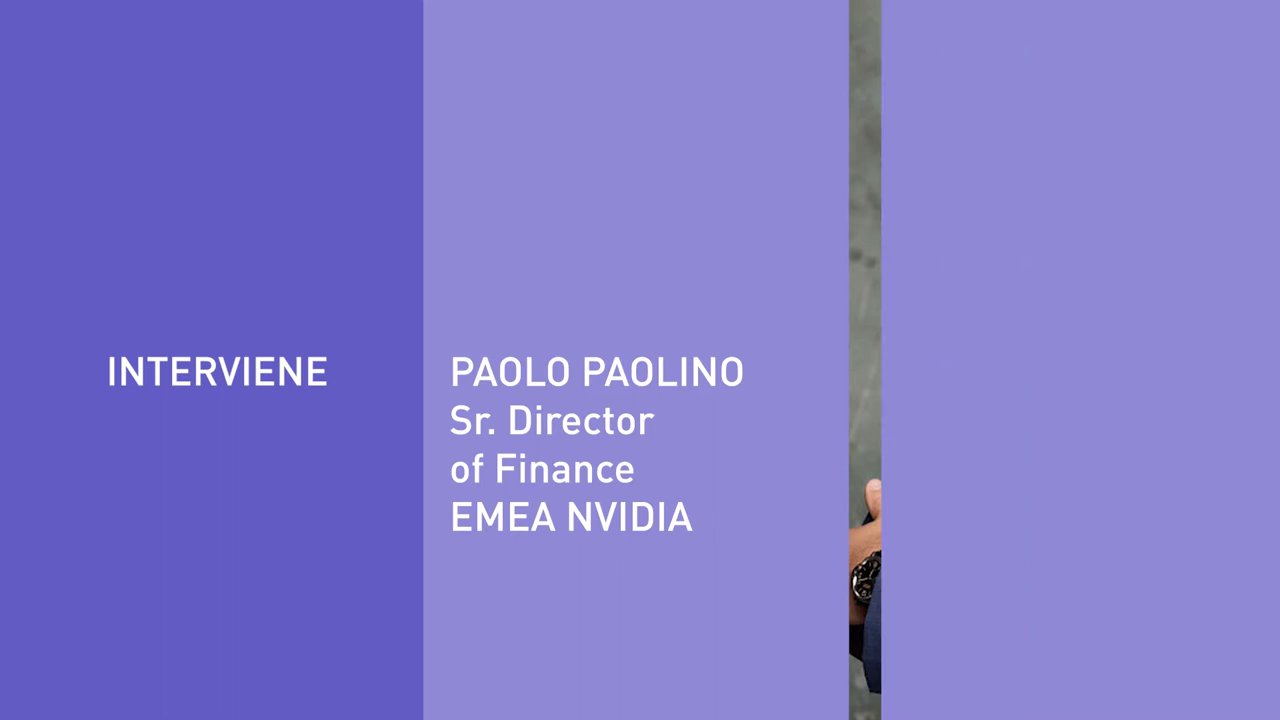 INTERVIENE
PAOLO PAOLINO
Sr. Director
of Finance
EMEA NVIDIA